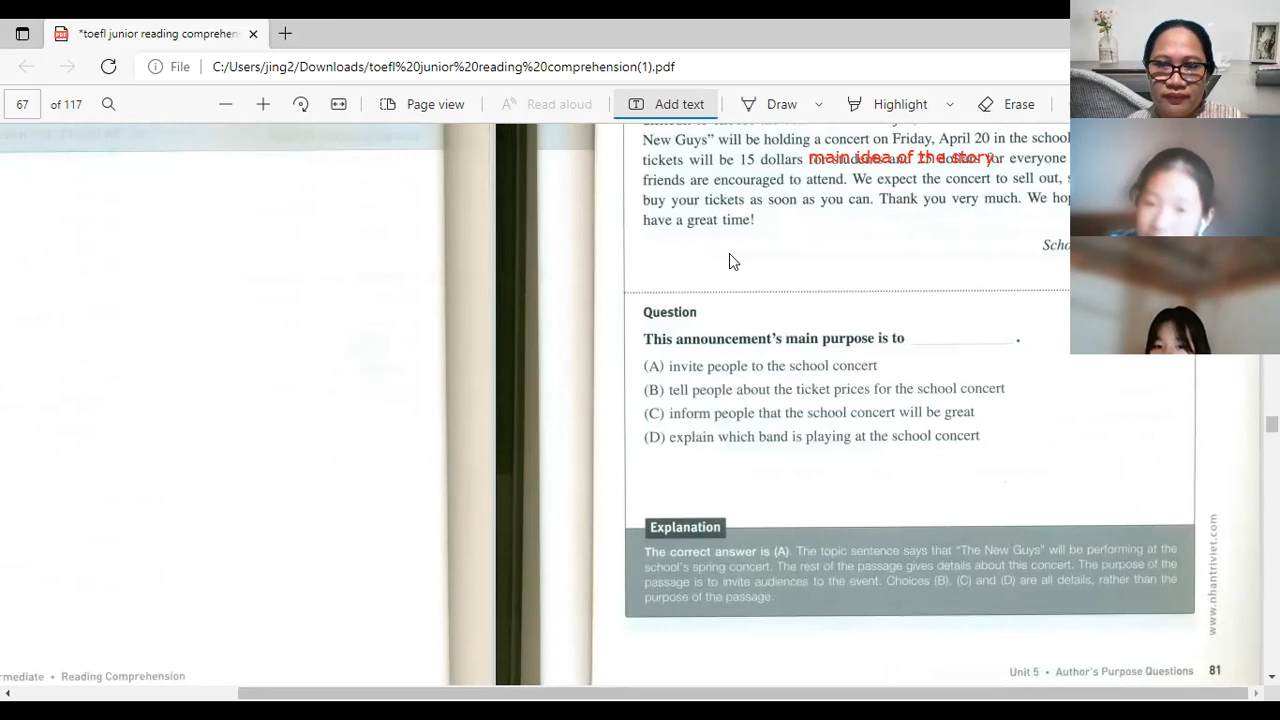 *toefl junior reading comprehens
File C:/Users/jing2/Downloads/toefl%20junior%20reading%20comprehension(1).pdf
67 of 117 Page view Read aloud Add text Draw Highlight Erase
New Guys” will be holding a concert on Friday, April 20 in the school
tickets will be 15 dollars for students and dollars for everyone
main idea of the story.
friends are encouraged to attend. We expect the concert to sell out, s
buy your tickets as soon as you can. Thank you very much. We hop
have a great time!
Scho
Question
This announcement’s main purpose is to ____________ .
(A) invite people to the school concert
(B) tell people about the ticket prices for the school concert
(C) inform people that the school concert will be great
(D) explain which band is playing at the school concert
Explanation
The correct answer is (A). The topic sentence says that “The New Guys” will be performing at the
school’s spring concert. The rest of the passage gives details about this concert. The purpose of the
passage is to invite audiences to the event. Choices (B), (C) and (D) are all details, rather than the
purpose of the passage.
www.nhantriviet.com
ermediate • Reading Comprehension
Unit 5 • Author’s Purpose Questions 81